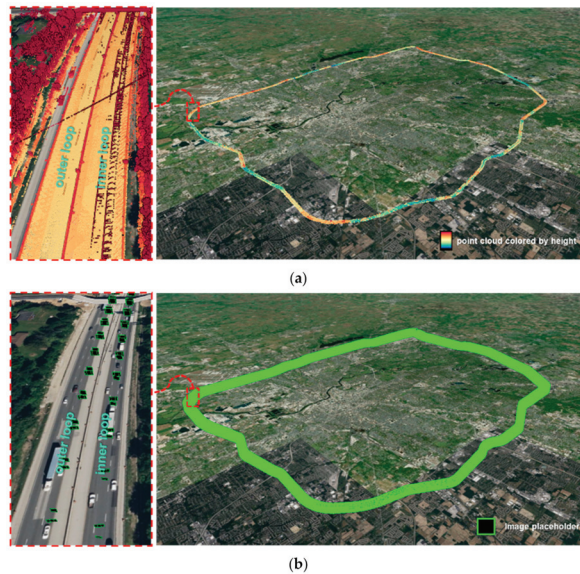 outer loop
inner loop
point cloud colored by height
(a)
outer loop
inner loop
Image placeholder
(b)